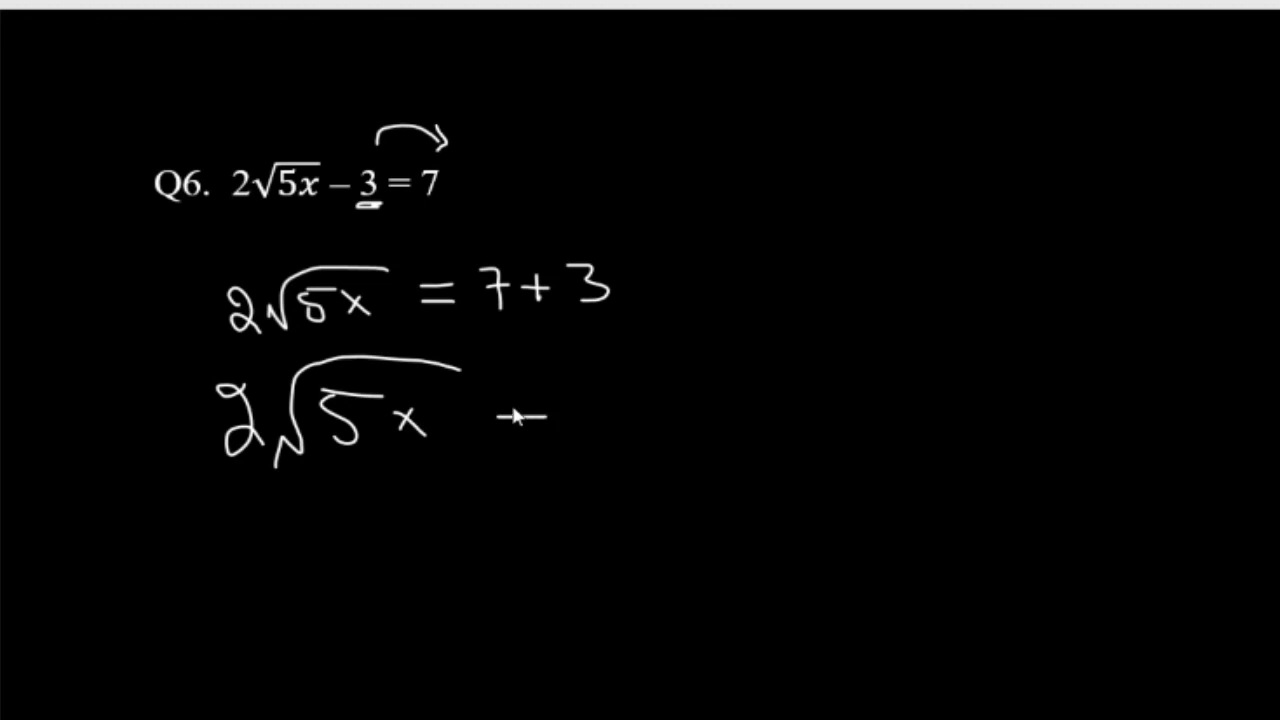 Q6. 2√5x – 3 = 7
2√5x = 7 + 3
2√5x